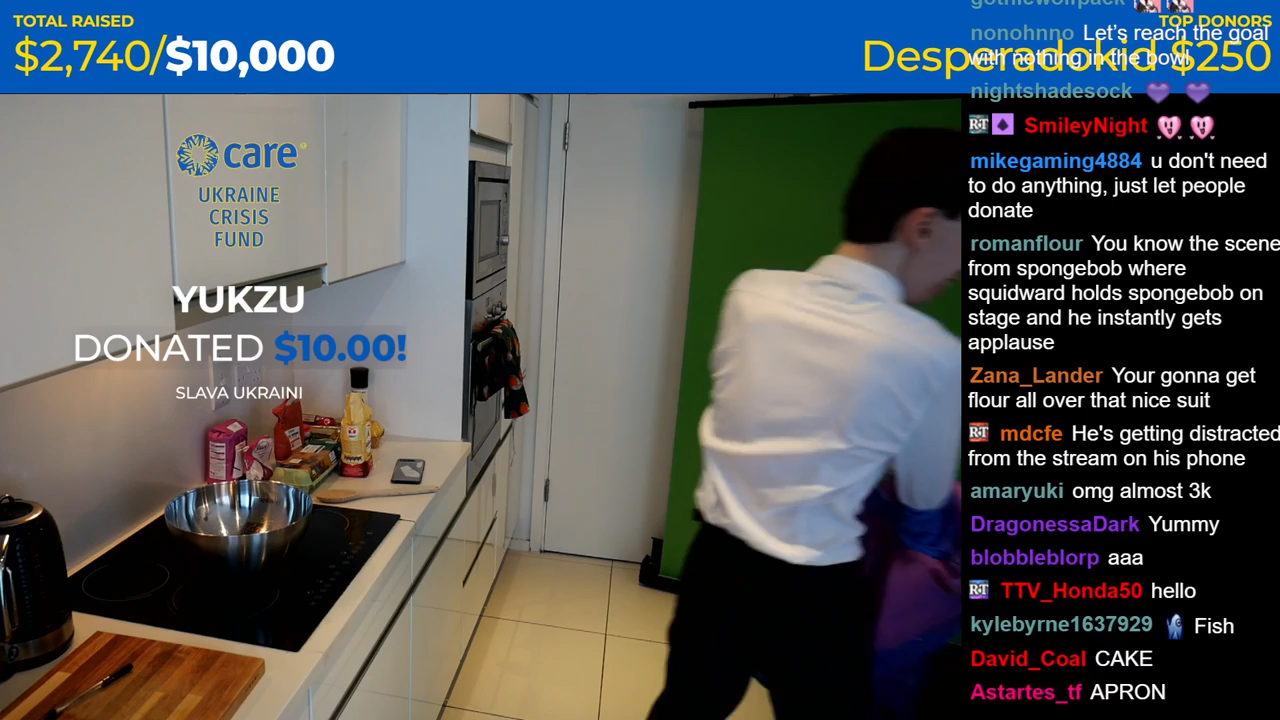 TOTAL RAISED
$2,740/$10,000
TOP DONORS
Desperadokid $250
care
UKRAINE
CRISIS
FUND
YUKZU
DONATED $10.00!
SLAVA UKRAINI
gothicwolfpack
nonohnno Let's reach the goal
with nothing in the bowl
nightshadesock
RT SmileyNight
mikegaming4884 u don't need
to do anything, just let people
donate
romanflour You know the scene
from spongebob where
squidward holds spongebob on
stage and he instantly gets
applause
Zana_Lander Your gonna get
flour all over that nice suit
RT mdcfe He's getting distracted
from the stream on his phone
amaryuki omg almost 3k
DragonessaDark Yummy
blobbleblorp aaa
RT TTV_Honda50 hello
kylebyrne1637929 Fish
David_Coal CAKE
Astartes_tf APRON